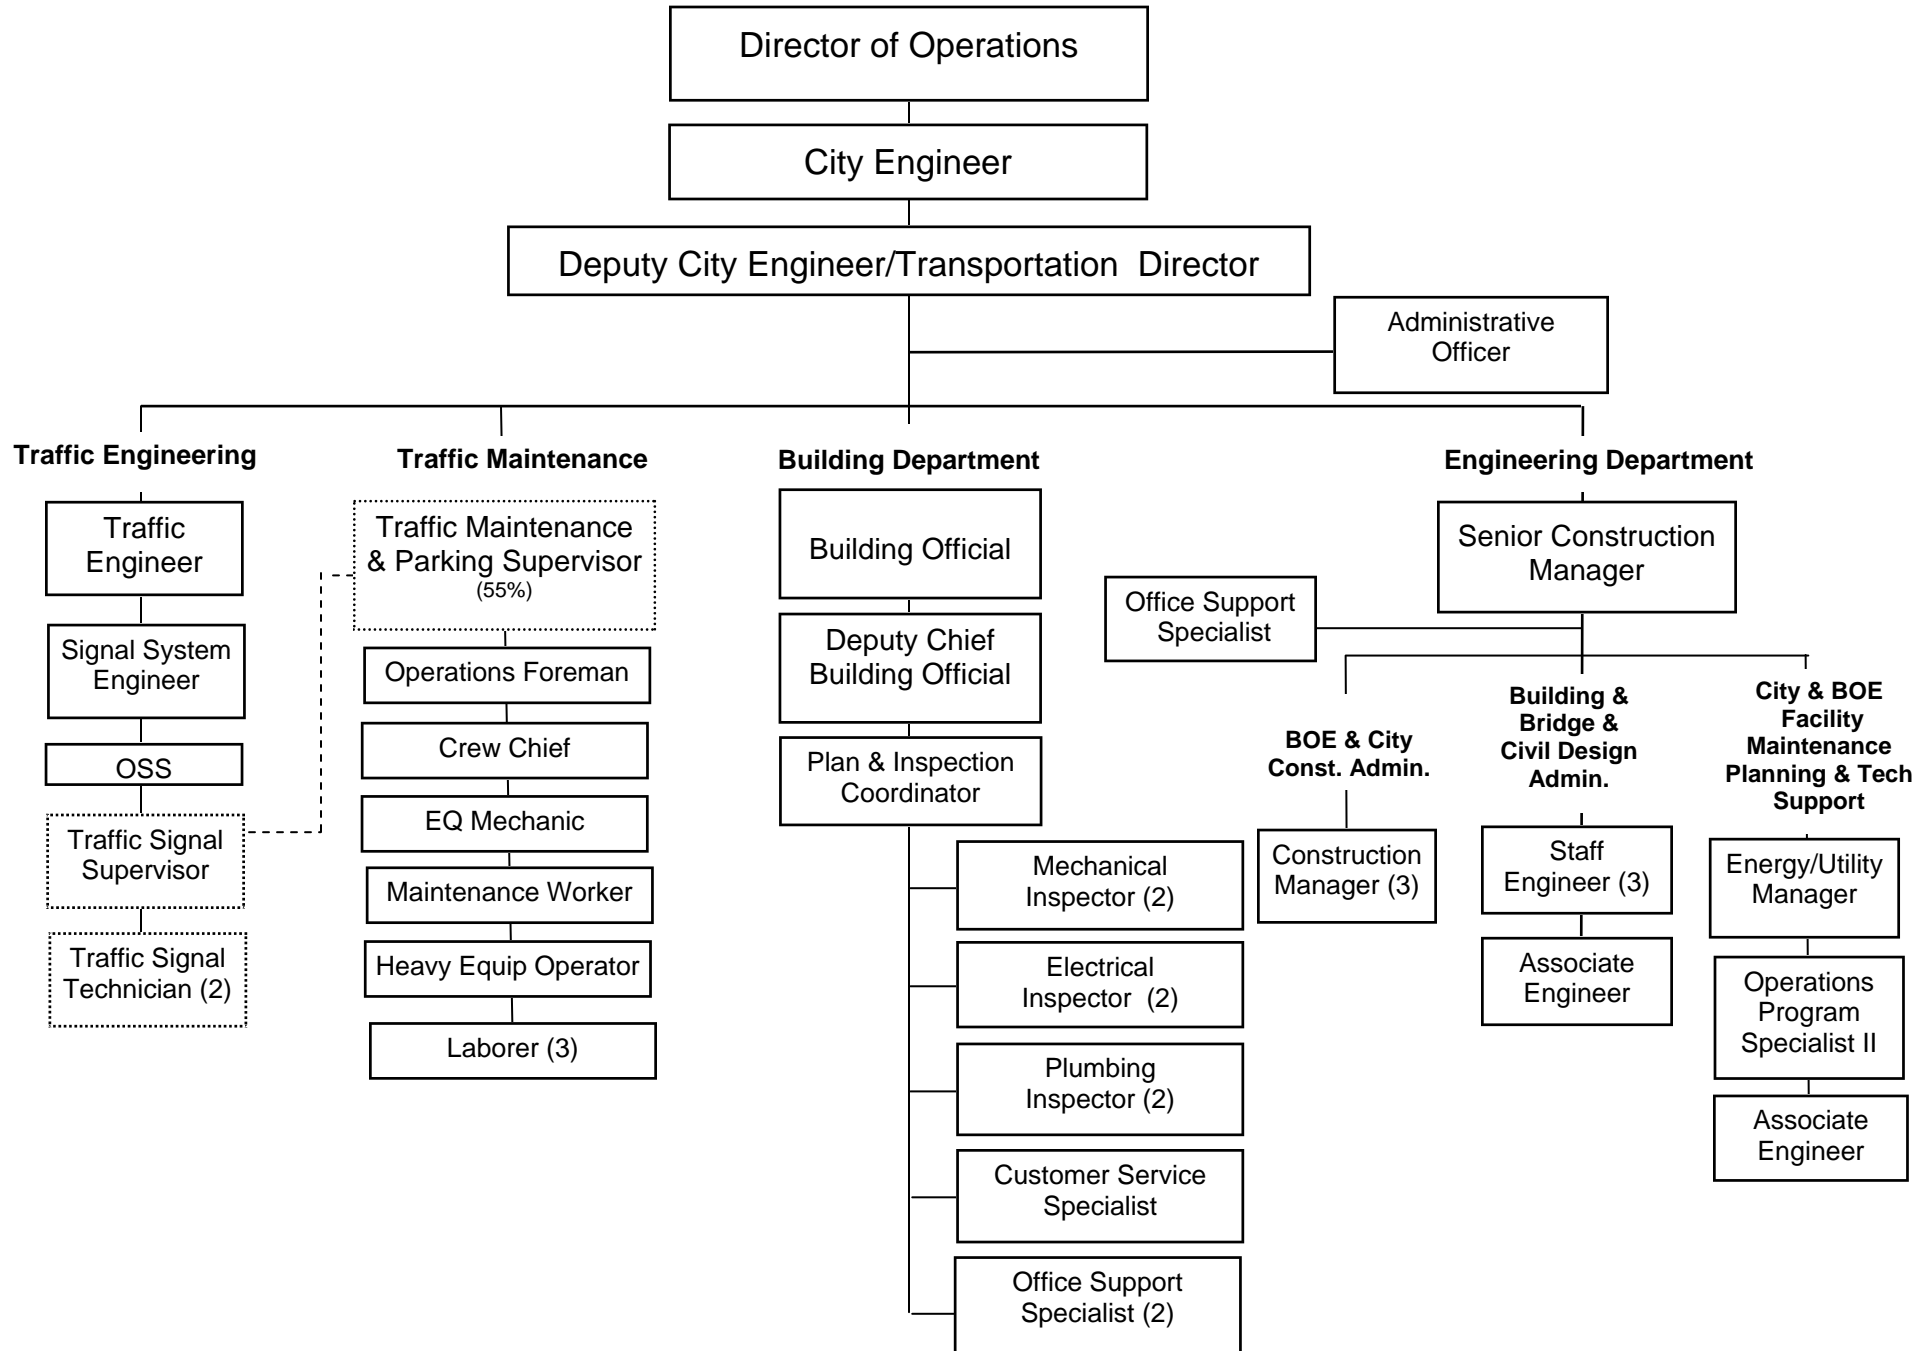 Director of Operations
City Engineer
Deputy City Engineer/Transportation Director
Administrative
Officer
Traffic Engineering
Traffic
Engineer
Signal System
Engineer
OSS
Traffic Signal
Supervisor
Traffic Signal
Technician (2)
Traffic Maintenance
Traffic Maintenance
& Parking Supervisor
(55%)
Operations Foreman
Crew Chief
EQ Mechanic
Maintenance Worker
Heavy Equip Operator
Laborer (3)
Building Department
Building Official
Deputy Chief
Building Official
Plan & Inspection
Coordinator
Mechanical
Inspector (2)
Electrical
Inspector (2)
Plumbing
Inspector (2)
Customer Service
Specialist
Office Support
Specialist (2)
Engineering Department
Senior Construction
Manager
Office Support
Specialist
BOE & City
Const. Admin.
Construction
Manager (3)
Building &
Bridge &
Civil Design
Admin.
Staff
Engineer (3)
Associate
Engineer
City & BOE
Facility
Maintenance
Planning & Tech
Support
Energy/Utility
Manager
Operations
Program
Specialist II
Associate
Engineer